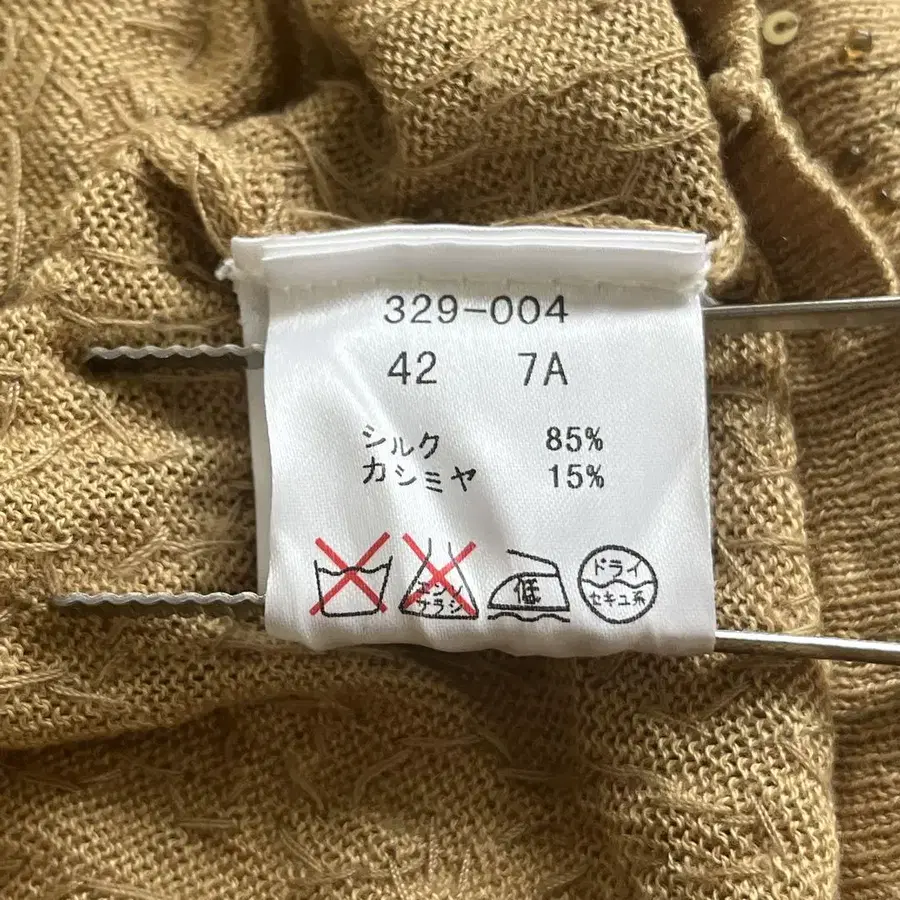 329-004
42 7A
シルク 85%
カシミヤ 15%
エンソ
サラシ
低
ドライ
セキユ系